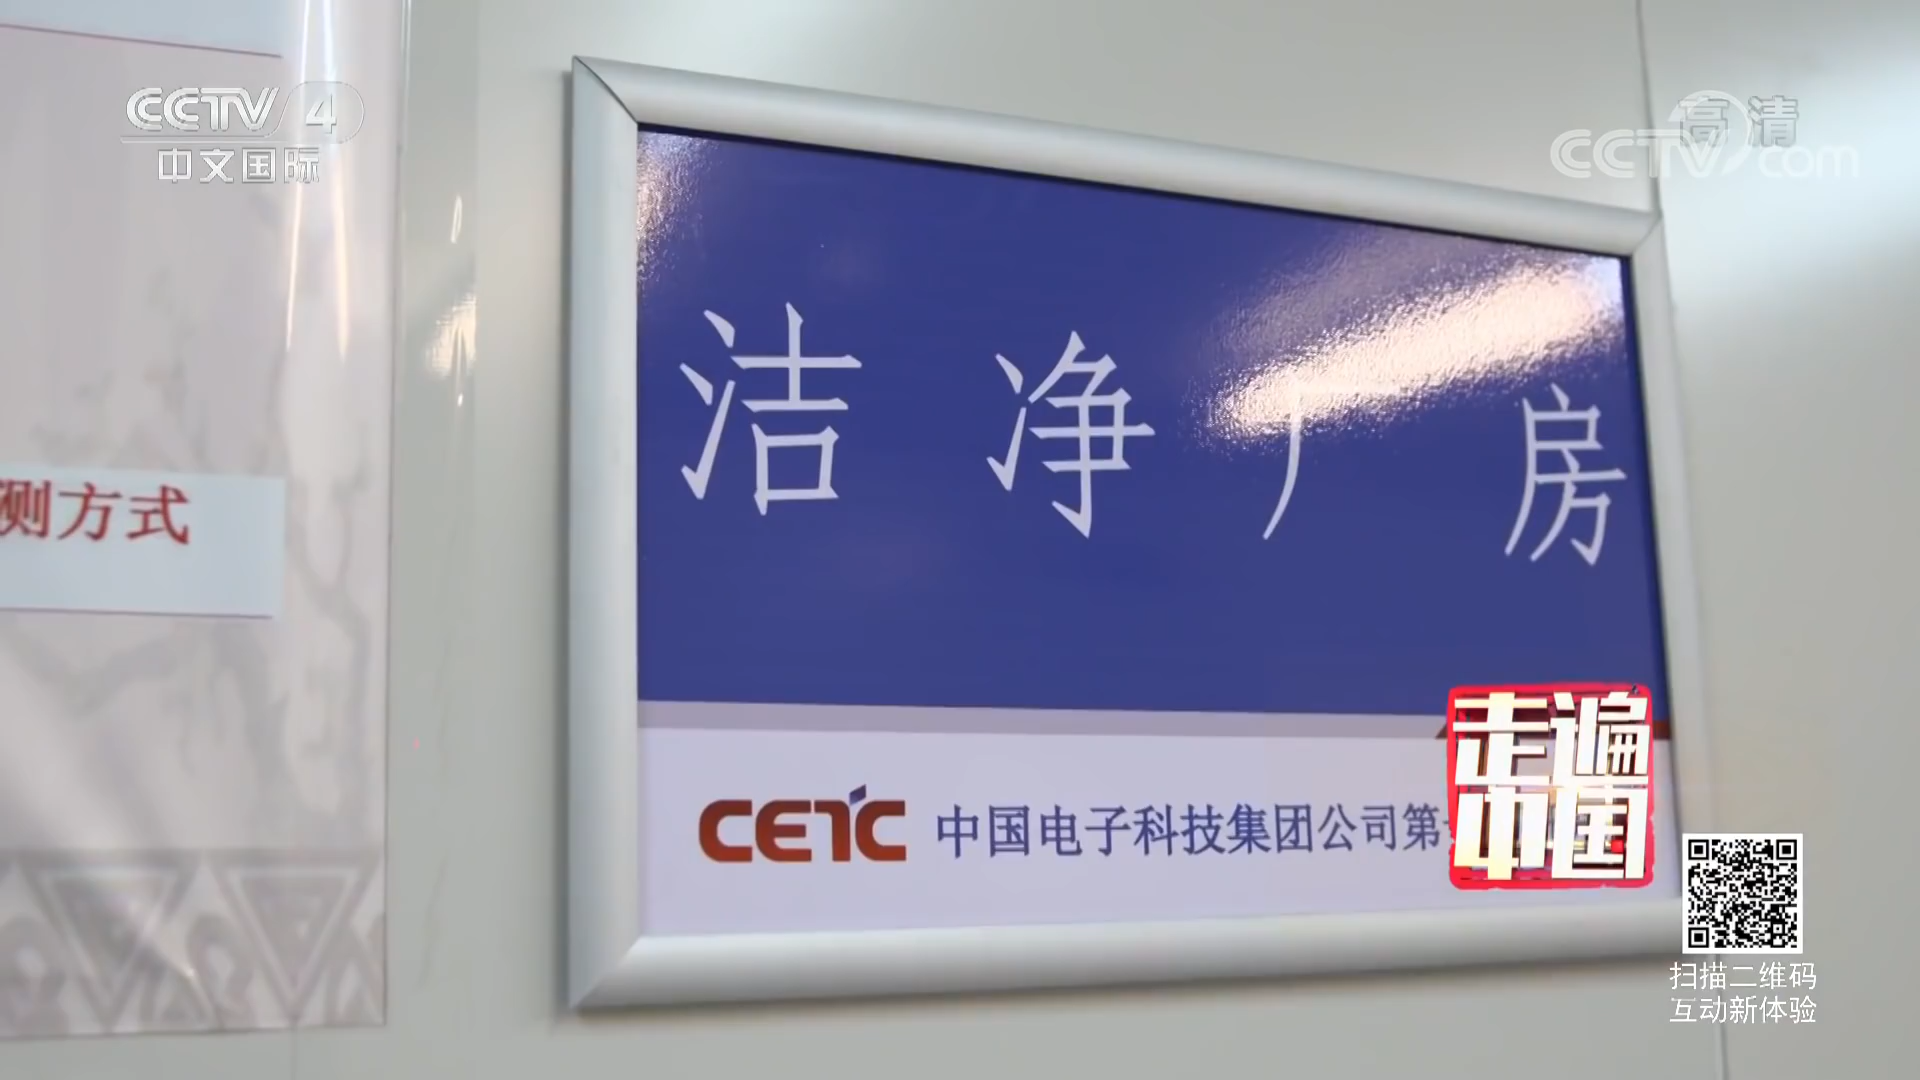 CCTV 4
中文国际
高清
CCTV.com
测方式
洁净厂房
CETC 中国电子科技集团公司第
走遍
中国
扫描二维码
互动新体验